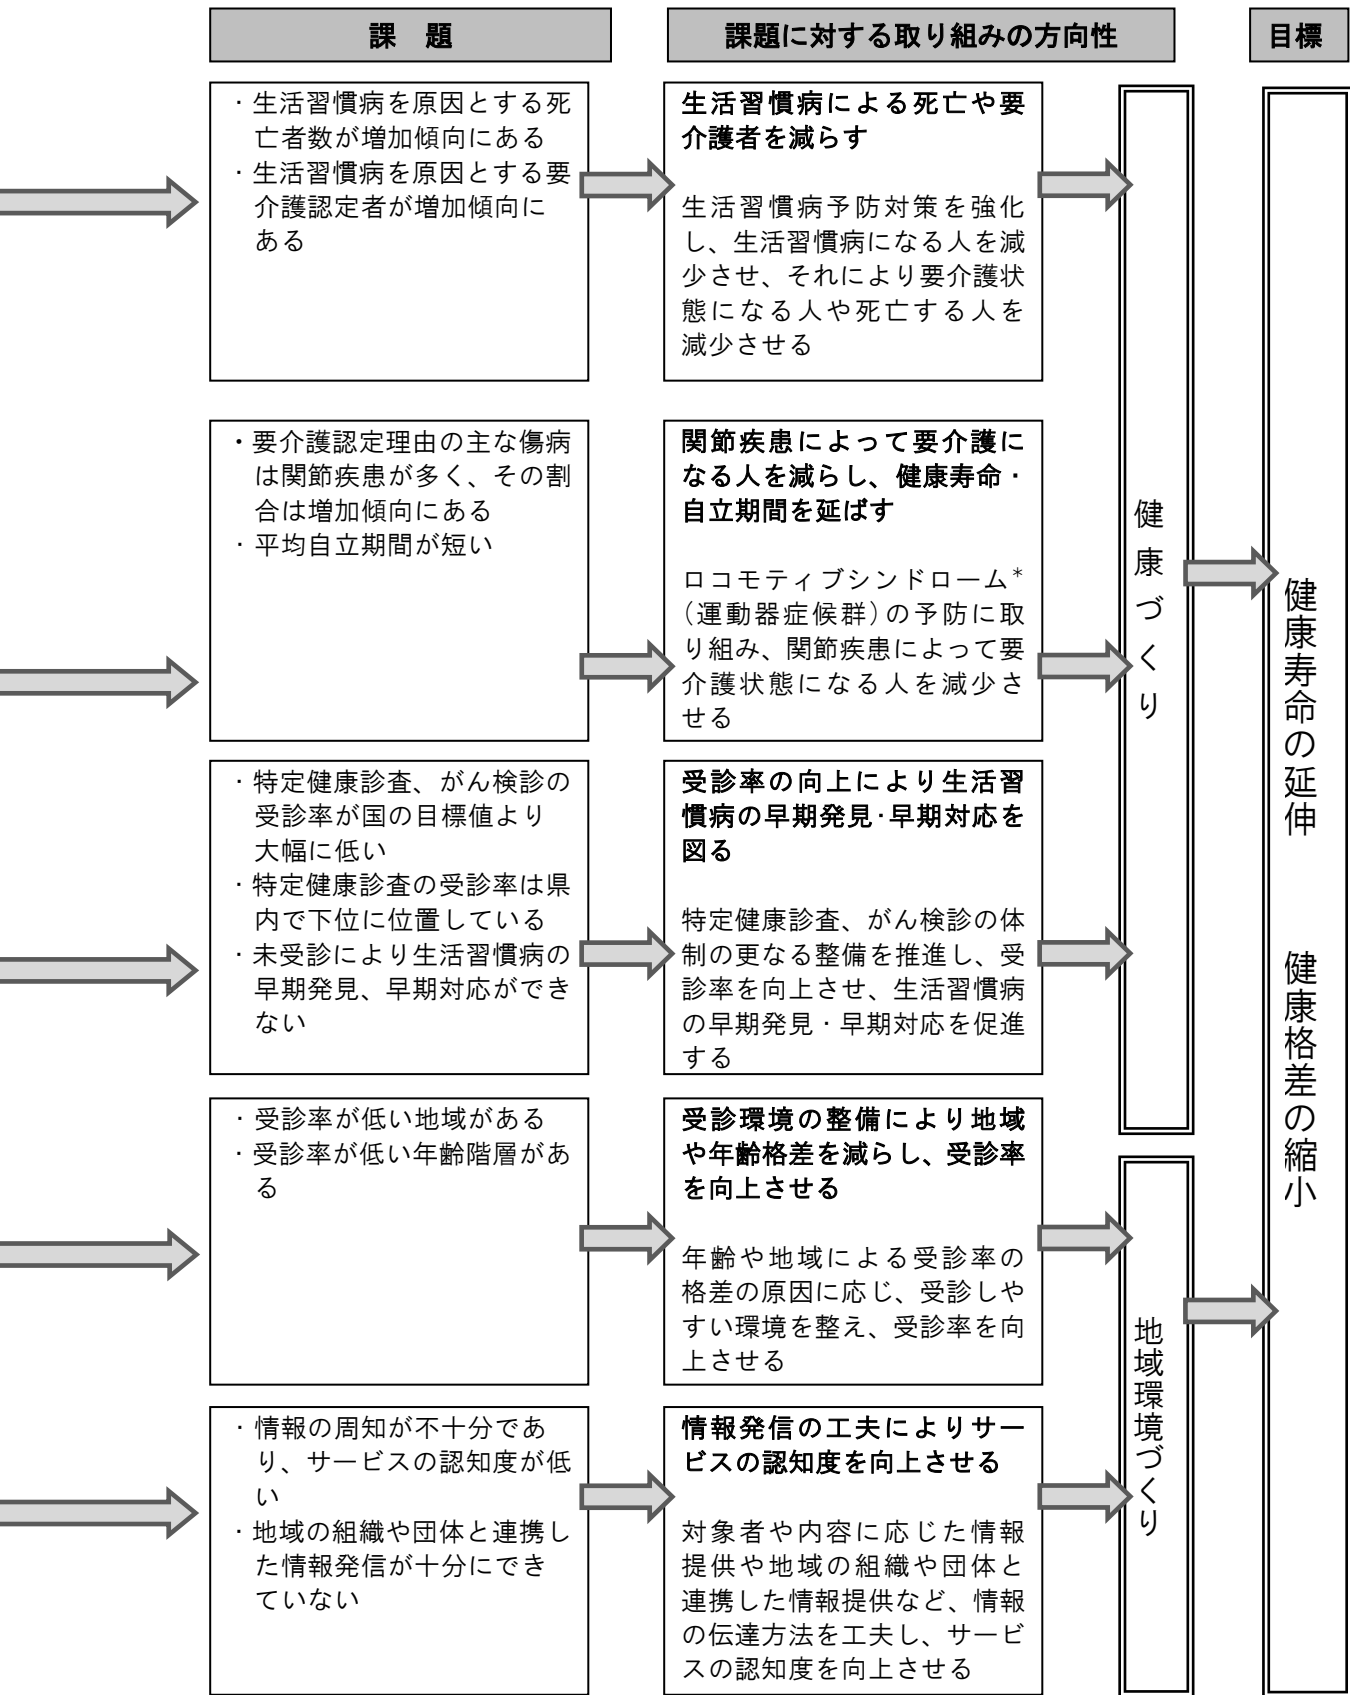 課　題
課題に対する取り組みの方向性
目標
・生活習慣病を原因とする死
亡者数が増加傾向にある
・生活習慣病を原因とする要
介護認定者が増加傾向に
ある
生活習慣病による死亡や要
介護者を減らす
生活習慣病予防対策を強化
し、生活習慣病になる人を減
少させ、それにより要介護状
態になる人や死亡する人を
減少させる
・要介護認定理由の主な傷病
は関節疾患が多く、その割
合は増加傾向にある
・平均自立期間が短い
関節疾患によって要介護に
なる人を減らし、健康寿命・
自立期間を延ばす
ロコモティブシンドローム*
(運動器症候群)の予防に取
り組み、関節疾患によって要
介護状態になる人を減少さ
せる
・特定健康診査、がん検診の
受診率が国の目標値より
大幅に低い
・特定健康診査の受診率は県
内で下位に位置している
・未受診により生活習慣病の
早期発見、早期対応ができ
ない
受診率の向上により生活習
慣病の早期発見・早期対応を
図る
特定健康診査、がん検診の体
制の更なる整備を推進し、受
診率を向上させ、生活習慣病
の早期発見・早期対応を促進
する
・受診率が低い地域がある
・受診率が低い年齢階層があ
る
受診環境の整備により地域
や年齢格差を減らし、受診率
を向上させる
年齢や地域による受診率の
格差の原因に応じ、受診しや
すい環境を整え、受診率を向
上させる
・情報の周知が不十分であ
り、サービスの認知度が低
い
・地域の組織や団体と連携し
た情報発信が十分にでき
ていない
情報発信の工夫によりサー
ビスの認知度を向上させる
対象者や内容に応じた情報
提供や地域の組織や団体と
連携した情報提供など、情報
の伝達方法を工夫し、サービ
スの認知度を向上させる
健康づくり
地域環境づくり
健康寿命の延伸　健康格差の縮小